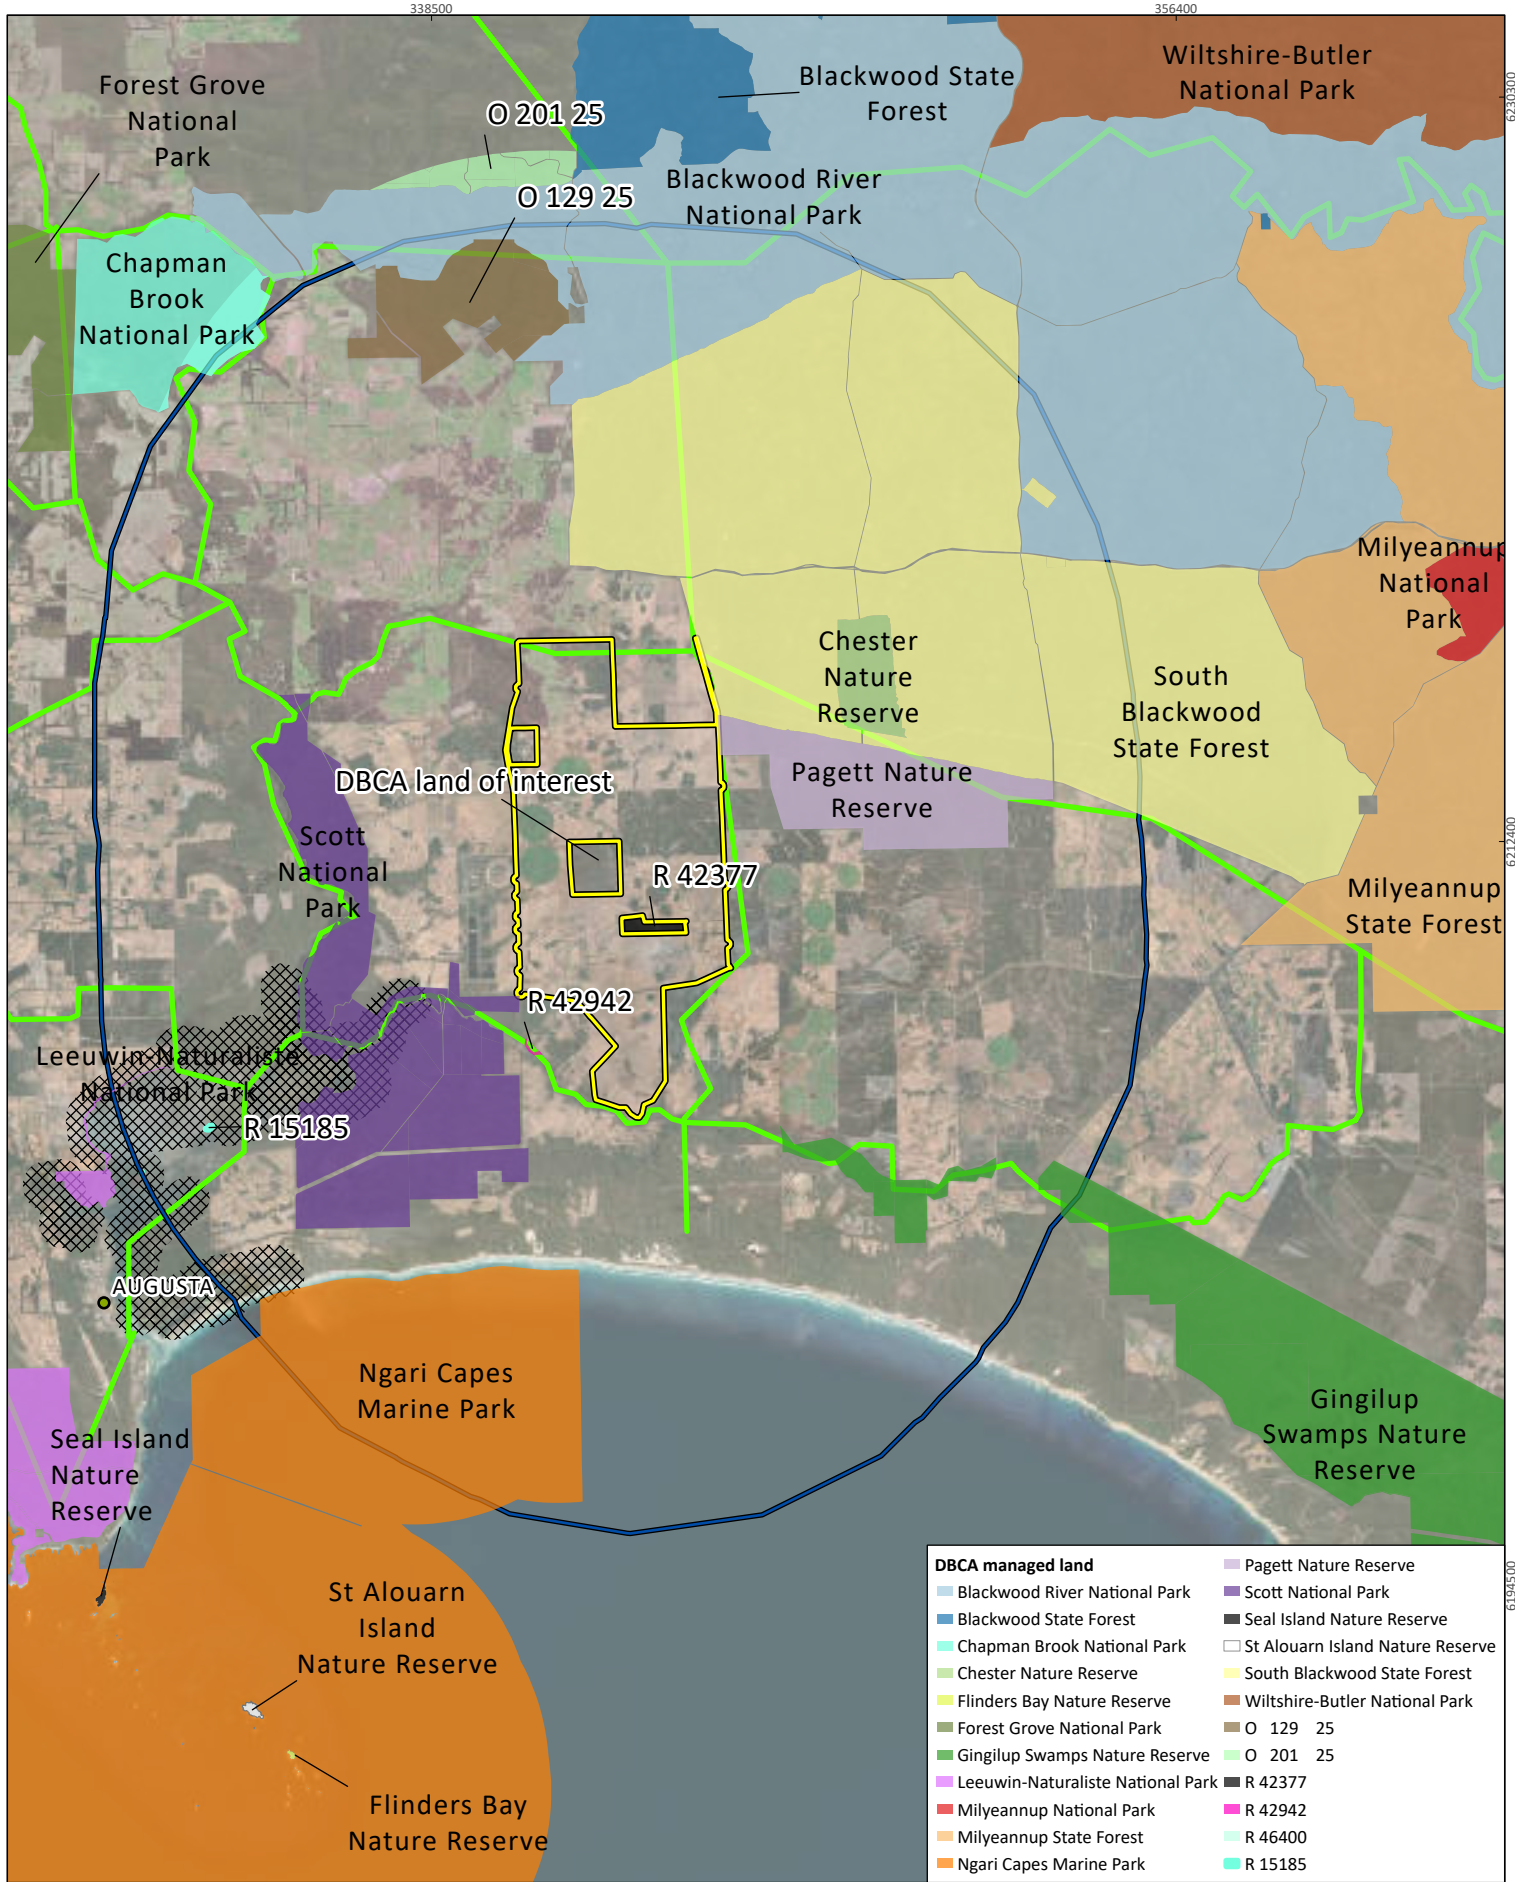 338500
356400
Wiltshire-Butler
National Park
Blackwood State
Forest
Forest Grove
National
Park
6230300
O 201 25
Blackwood River
National Park
O 129 25
Chapman
Brook
National Park
Milyeannup
National
Park
Chester
Nature
Reserve
South
Blackwood
State Forest
Pagett Nature
Reserve
DBCA land of interest
Scott
National
Park
R 42377
6212400
Milyeannup
State Forest
R 42942
Leeuwin-Naturaliste
National Park
R 15185
AUGUSTA
Ngari Capes
Marine Park
Gingilup
Swamps Nature
Reserve
Seal Island
Nature
Reserve
St Alouarn
Island
Nature Reserve
Flinders Bay
Nature Reserve
6194500
DBCA managed land
Blackwood River National Park
Blackwood State Forest
Chapman Brook National Park
Chester Nature Reserve
Flinders Bay Nature Reserve
Forest Grove National Park
Gingilup Swamps Nature Reserve
Leeuwin-Naturaliste National Park
Milyeannup National Park
Milyeannup State Forest
Ngari Capes Marine Park
Pagett Nature Reserve
Scott National Park
Seal Island Nature Reserve
St Alouarn Island Nature Reserve
South Blackwood State Forest
Wiltshire-Butler National Park
O 129 25
O 201 25
R 42377
R 42942
R 46400
R 15185